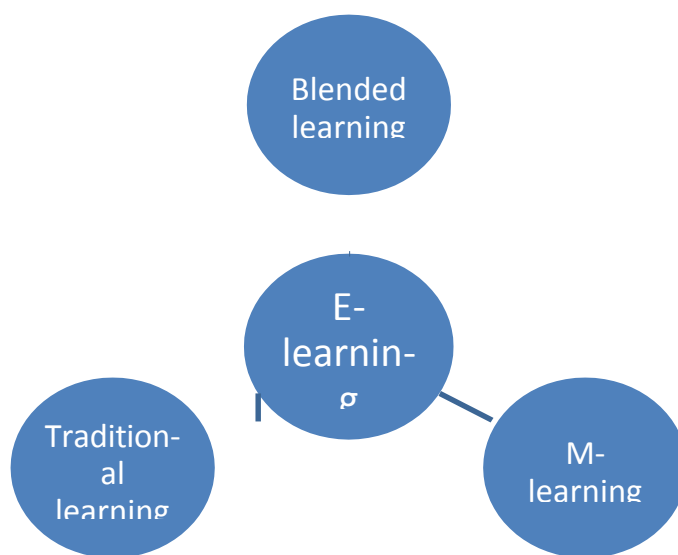 Blended
learning
E-
learnin-
g
Tradition-
al
learning
M-
learning